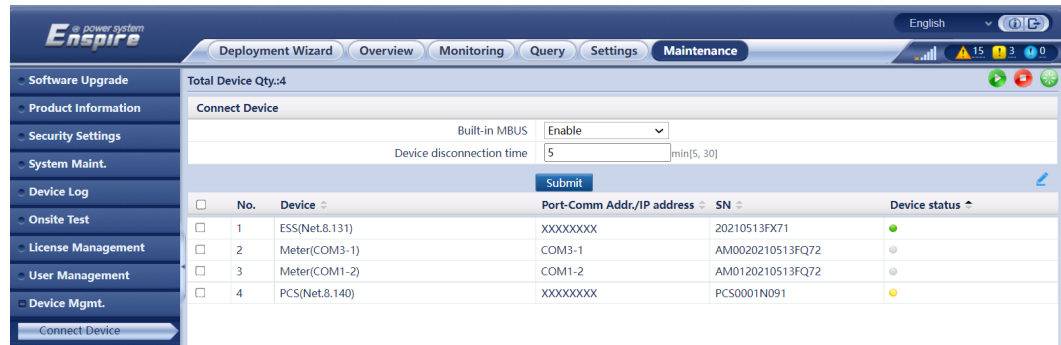 e power system
Enspire
English
Deployment Wizard Overview Monitoring Query Settings Maintenance
15 3 0
Software Upgrade
Product Information
Security Settings
System Maint.
Device Log
Onsite Test
License Management
User Management
Device Mgmt.
Connect Device
Total Device Qty.:4
Connect Device
Built-in MBUS Enable
Device disconnection time 5 min[5, 30]
Submit
No. Device Port-Comm Addr./IP address SN Device status
1 ESS(Net.8.131) XXXXXXXX 20210513FX71
2 Meter(COM3-1) COM3-1 AM0020210513FQ72
3 Meter(COM1-2) COM1-2 AM0120210513FQ72
4 PCS(Net.8.140) XXXXXXXX PCS0001N091